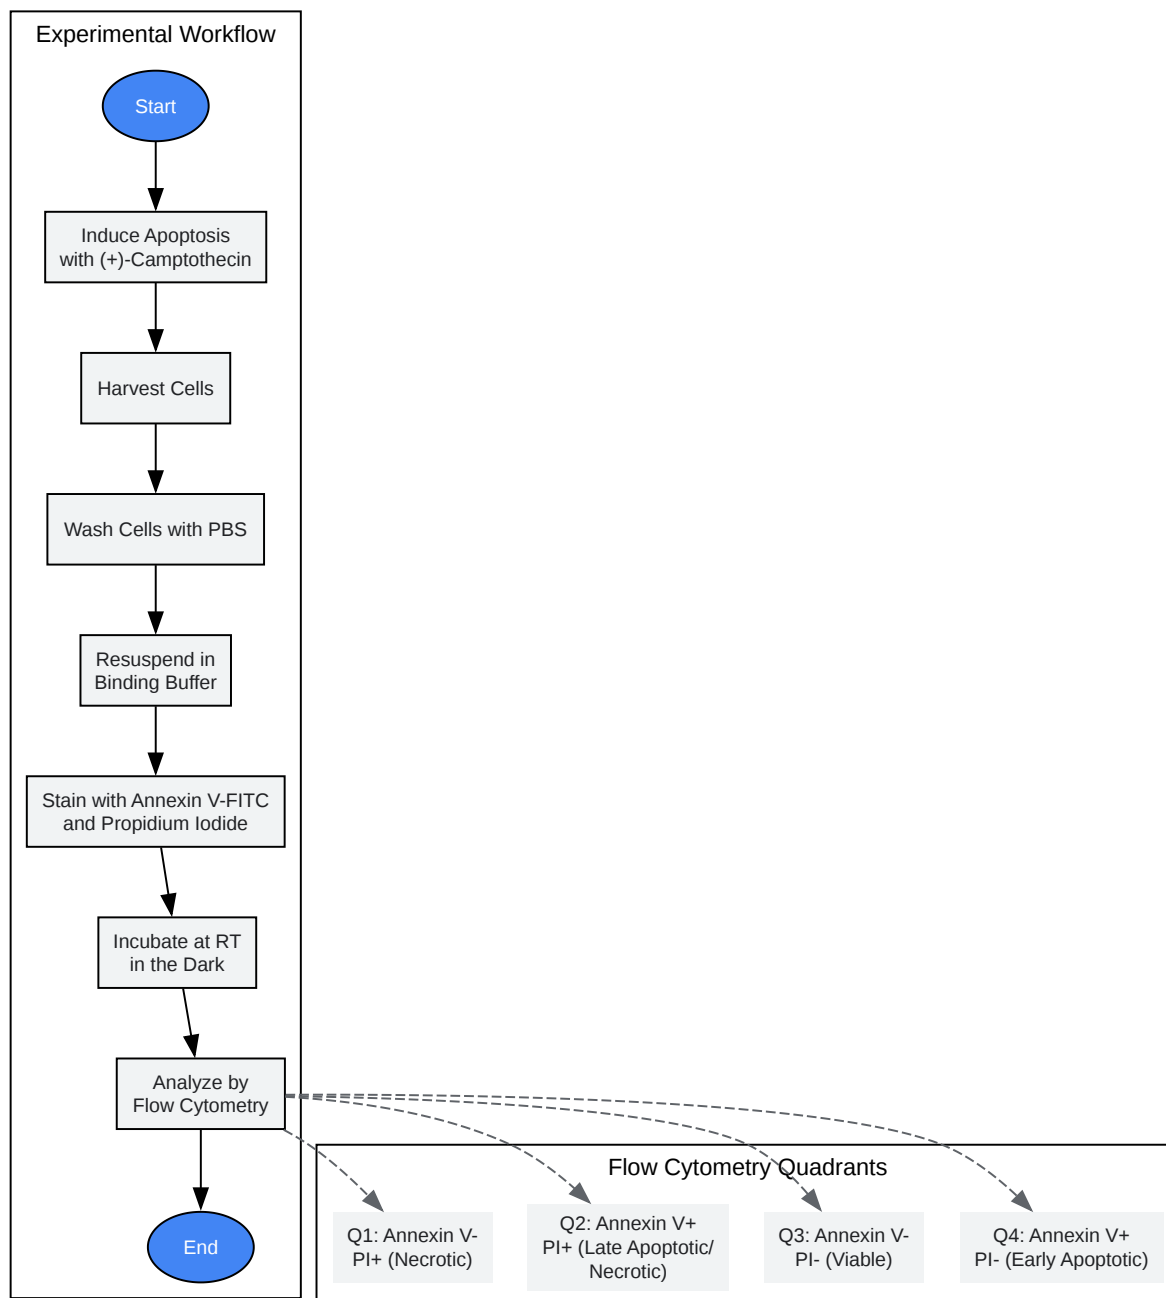 Experimental Workflow
Start
Induce Apoptosis
with (+)-Camptothecin
Harvest Cells
Wash Cells with PBS
Resuspend in
Binding Buffer
Stain with Annexin V-FITC
and Propidium Iodide
Incubate at RT
in the Dark
Analyze by
Flow Cytometry
End
Flow Cytometry Quadrants
Q1: Annexin V-
PI+ (Necrotic)
Q2: Annexin V+
PI+ (Late Apoptotic/
Necrotic)
Q3: Annexin V-
PI- (Viable)
Q4: Annexin V+
PI- (Early Apoptotic)